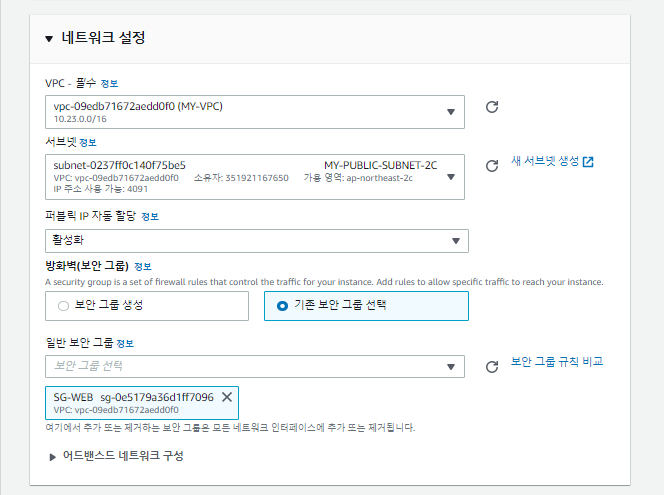 네트워크 설정
VPC - 필수 정보
vpc-09edb71672aedd0f0 (MY-VPC)
10.23.0.0/16
서브넷 정보
subnet-0237ff0c140f75be5 MY-PUBLIC-SUBNET-2C
VPC: vpc-09edb71672aedd0f0 소유자: 351921167650 가용 영역: ap-northeast-2c
IP 주소 사용 가능: 4091
새 서브넷 생성
퍼블릭 IP 자동 할당 정보
활성화
방화벽(보안 그룹) 정보
A security group is a set of firewall rules that control the traffic for your instance. Add rules to allow specific traffic to reach your instance.
보안 그룹 생성 기존 보안 그룹 선택
일반 보안 그룹 정보
보안 그룹 선택
보안 그룹 규칙 비교
SG-WEB sg-0e5179a36d1ff7096
VPC: vpc-09edb71672aedd0f0
여기에서 추가 또는 제거하는 보안 그룹은 모든 네트워크 인터페이스에 추가 또는 제거됩니다.
어드밴스드 네트워크 구성